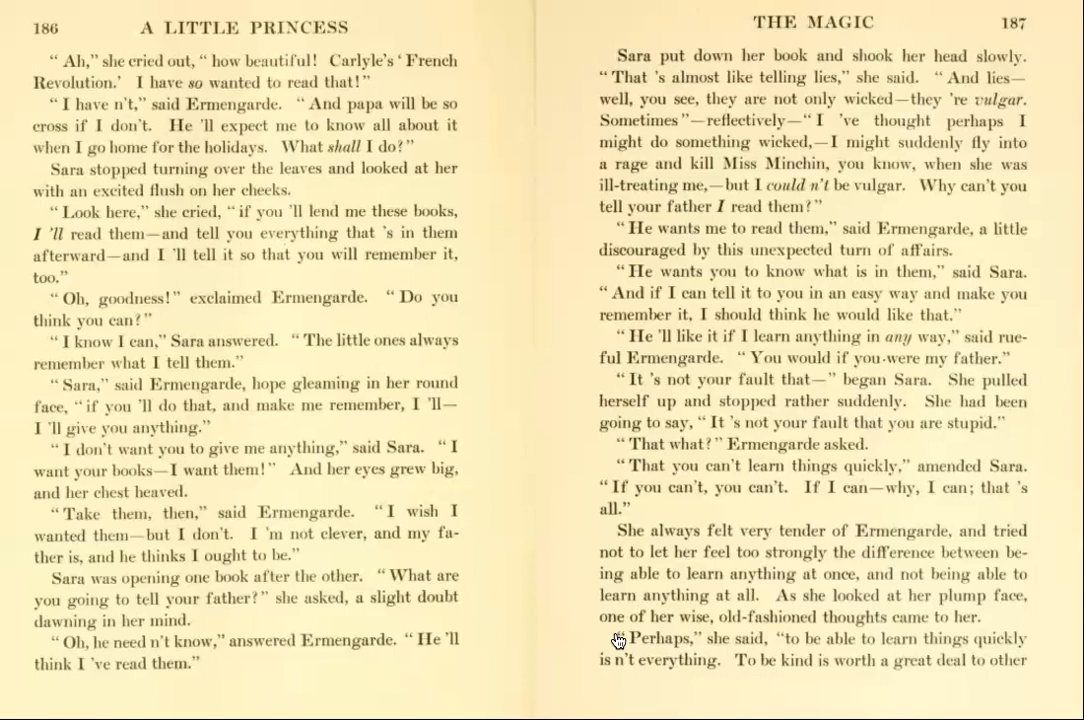 186 A LITTLE PRINCESS
“ Ah,” she cried out, “ how beautiful! Carlyle's ‘ French
Revolution.’ I have so wanted to read that! ”
“ I have n't,” said Ermengarde. “ And papa will be so
cross if I don't. He 'll expect me to know all about it
when I go home for the holidays. What shall I do? ”
Sara stopped turning over the leaves and looked at her
with an excited flush on her cheeks.
“ Look here,” she cried, “ if you 'll lend me these books,
I 'll read them—and tell you everything that 's in them
afterward—and I 'll tell it so that you will remember it,
too.”
“ Oh, goodness! ” exclaimed Ermengarde. “ Do you
think you can? ”
“ I know I can,” Sara answered. “ The little ones always
remember what I tell them.”
“ Sara,” said Ermengarde, hope gleaming in her round
face, “ if you 'll do that, and make me remember, I 'll—
I 'll give you anything.”
“ I don't want you to give me anything,” said Sara. “ I
want your books—I want them! ” And her eyes grew big,
and her chest heaved.
“ Take them, then,” said Ermengarde. “ I wish I
wanted them—but I don't. I 'm not clever, and my fa-
ther is, and he thinks I ought to be.”
Sara was opening one book after the other. “ What are
you going to tell your father? ” she asked, a slight doubt
dawning in her mind.
“ Oh, he need n't know,” answered Ermengarde. “ He 'll
think I 've read them.”
THE MAGIC 187
Sara put down her book and shook her head slowly.
“ That 's almost like telling lies,” she said. “ And lies—
well, you see, they are not only wicked—they 're vulgar.
Sometimes ”—reflectively—“ I 've thought perhaps I
might do something wicked,—I might suddenly fly into
a rage and kill Miss Minchin, you know, when she was
ill-treating me,—but I could n't be vulgar. Why can't you
tell your father I read them? ”
“ He wants me to read them,” said Ermengarde, a little
discouraged by this unexpected turn of affairs.
“ He wants you to know what is in them,” said Sara.
“ And if I can tell it to you in an easy way and make you
remember it, I should think he would like that.”
“ He 'll like it if I learn anything in any way,” said rue-
ful Ermengarde. “ You would if you were my father.”
“ It 's not your fault that— ” began Sara. She pulled
herself up and stopped rather suddenly. She had been
going to say, “ It 's not your fault that you are stupid.”
“ That what? ” Ermengarde asked.
“ That you can't learn things quickly,” amended Sara.
“ If you can't, you can't. If I can—why, I can; that 's
all.”
She always felt very tender of Ermengarde, and tried
not to let her feel too strongly the difference between be-
ing able to learn anything at once, and not being able to
learn anything at all. As she looked at her plump face,
one of her wise, old-fashioned thoughts came to her.
“ Perhaps,” she said, “to be able to learn things quickly
is n't everything. To be kind is worth a great deal to other